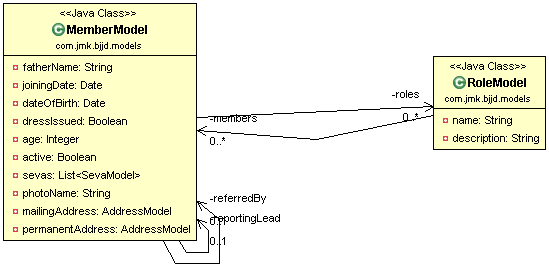 <<Java Class>>
MemberModel
com.jmk.bjjd.models
fatherName: String
joiningDate: Date
dateOfBirth: Date
dressIssued: Boolean
age: Integer
active: Boolean
sevas: List<SevaModel>
photoName: String
mailingAddress: AddressModel
permanentAddress: AddressModel
-roles
0..*
-members
0..*
-referredBy
-reportingLead
0..1
<<Java Class>>
RoleModel
com.jmk.bjjd.models
name: String
description: String